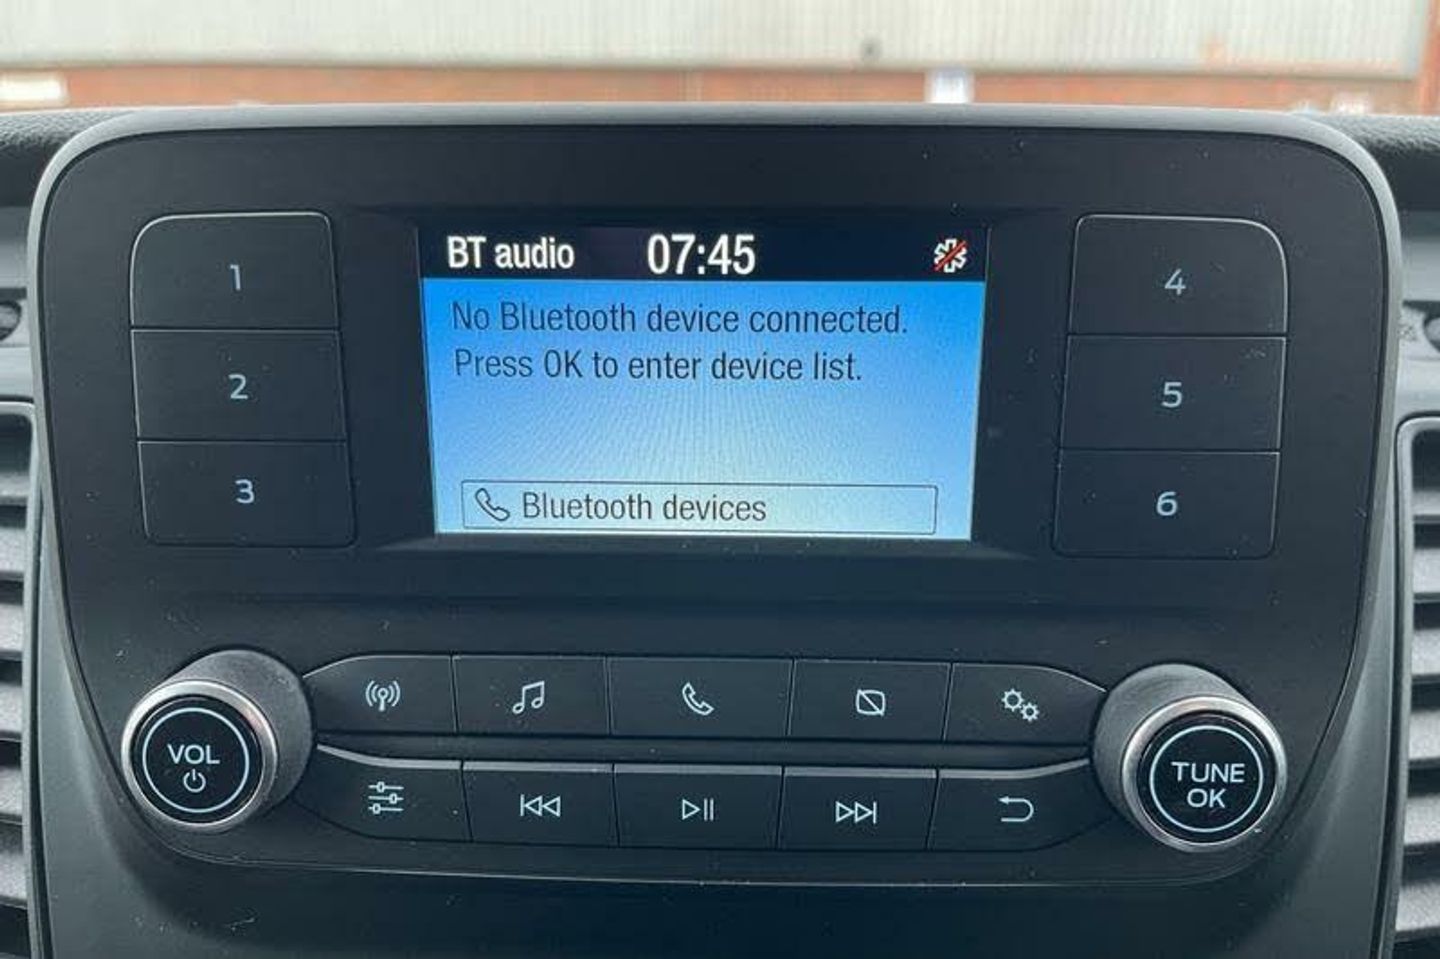 BT audio 07:45
No Bluetooth device connected.
Press OK to enter device list.
Bluetooth devices
1
2
3
4
5
6
VOL
TUNE
OK